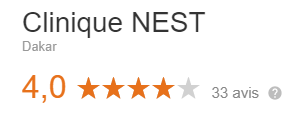 Clinique NEST
Dakar
4,0 33 avis ?